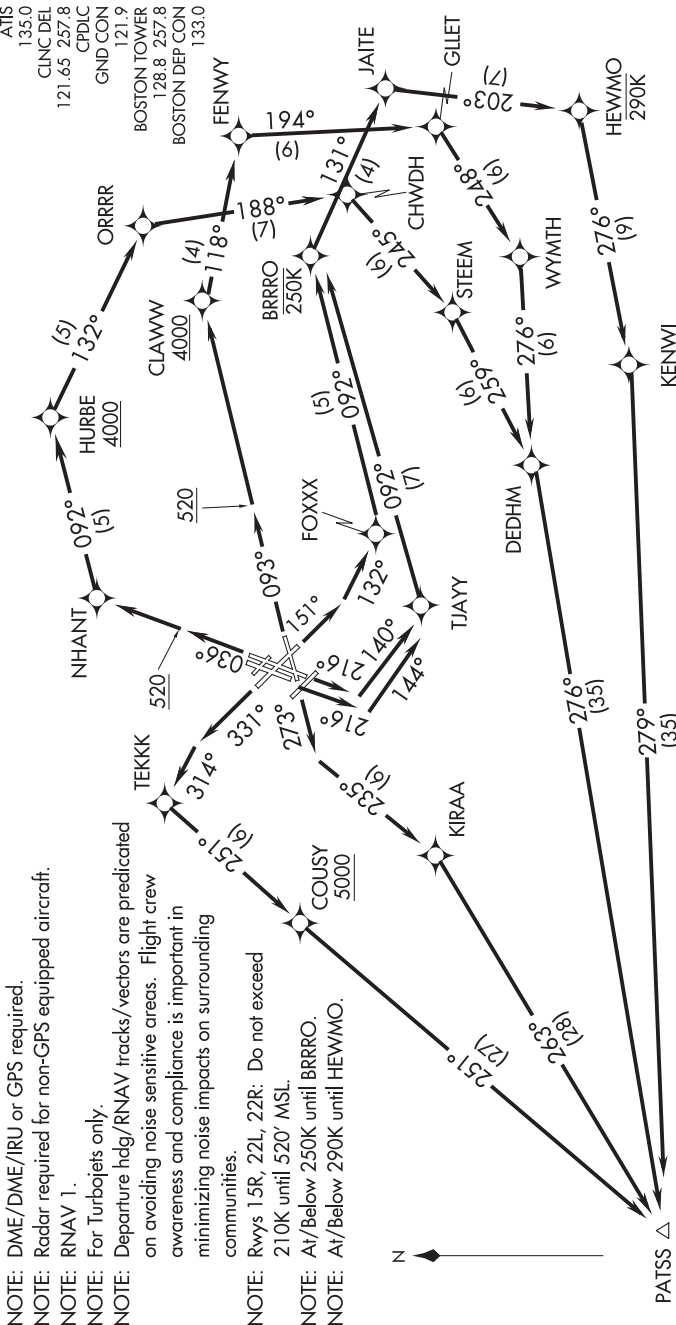 ATIS
135.0
CLNC DEL
121.65 257.8
CPDLC
GND CON
121.9
BOSTON TOWER
128.8 257.8
BOSTON DEP CON
133.0
NOTE: DME/DME/IRU or GPS required.
NOTE: Radar required for non-GPS equipped aircraft.
NOTE: RNAV 1.
NOTE: For Turbojets only.
NOTE: Departure hdg/RNAV tracks/vectors are predicated
on avoiding noise sensitive areas. Flight crew
awareness and compliance is important in
minimizing noise impacts on surrounding
communities.
NOTE: Rwys 15R, 22L, 22R: Do not exceed
210K until 520' MSL.
NOTE: At/Below 250K until BRRRO.
NOTE: At/Below 290K until HEWMO.
NHANT
092°
(5)
HURBE
4000
132°
(5)
ORRRR
188°
(7)
520
036°
CLAWW
4000
118°
(4)
FENWY
194°
(9)
520
093°
TEKKK
314°
331°
151°
132°
FOXXX
092°
(5)
BRRRO
250K
131°
(4)
JAITE
203°
(7)
GLLET
CHWDH
245°
(6)
STEEM
259°
(6)
248°
(6)
WYMTH
276°
(6)
HEWMO
290K
276°
(9)
KENWI
251°
(6)
COUSY
5000
273°
216°
216°
140°
144°
TJAYY
092°
(7)
235°
(6)
KIRAA
DEDHM
251°
(27)
263°
(28)
276°
(35)
279°
(35)
N
PATSS